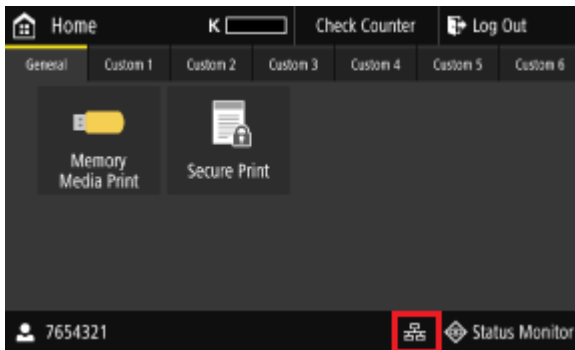 Home K Check Counter Log Out
General Custom 1 Custom 2 Custom 3 Custom 4 Custom 5 Custom 6
Memory
Media Print
Secure Print
7654321 Status Monitor